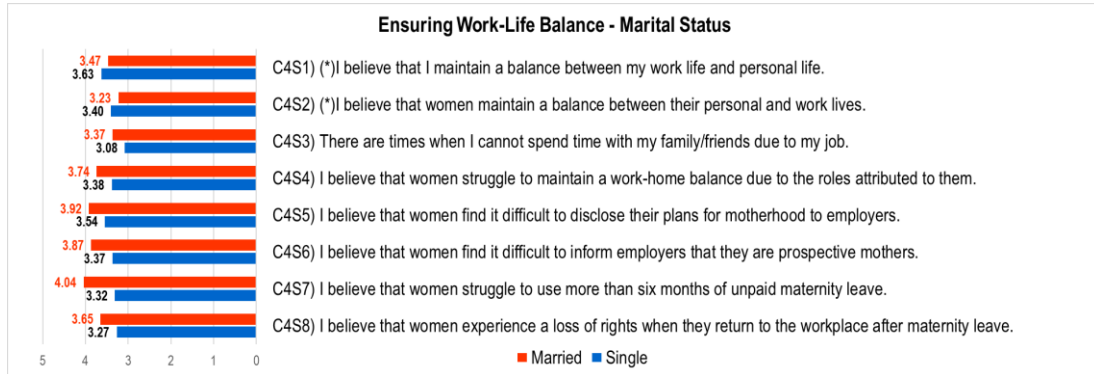 Ensuring Work-Life Balance - Marital Status
3.47
3.63
C4S1) (*)I believe that I maintain a balance between my work life and personal life.
3.23
3.40
C4S2) (*)I believe that women maintain a balance between their personal and work lives.
3.37
3.08
C4S3) There are times when I cannot spend time with my family/friends due to my job.
3.74
3.38
C4S4) I believe that women struggle to maintain a work-home balance due to the roles attributed to them.
3.92
3.54
C4S5) I believe that women find it difficult to disclose their plans for motherhood to employers.
3.87
3.37
C4S6) I believe that women find it difficult to inform employers that they are prospective mothers.
4.04
3.32
C4S7) I believe that women struggle to use more than six months of unpaid maternity leave.
3.65
3.27
C4S8) I believe that women experience a loss of rights when they return to the workplace after maternity leave.
5 4 3 2 1 0
Married Single